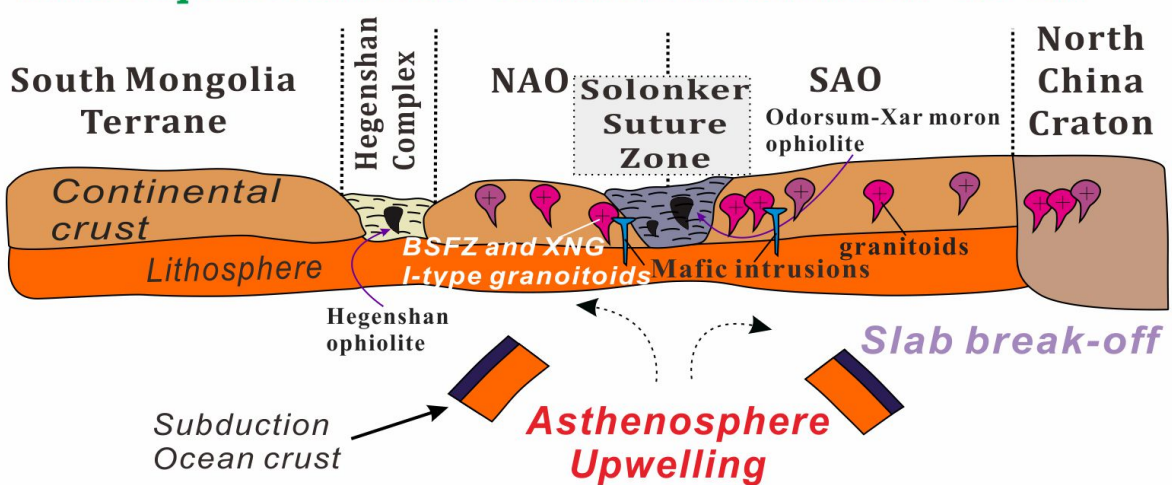 South Mongolia
Terrane
Hegenshan
Complex
NAO
Solonker
Suture
Zone
SAO
North
China
Craton
Odorsum-Xar moron
ophiolite
Continental
crust
Lithosphere
BSFZ and XNG
I-type granoitoids
Mafic intrusions
granitoids
Hegenshan
ophiolite
Slab break-off
Subduction
Ocean crust
Asthenosphere
Upwelling